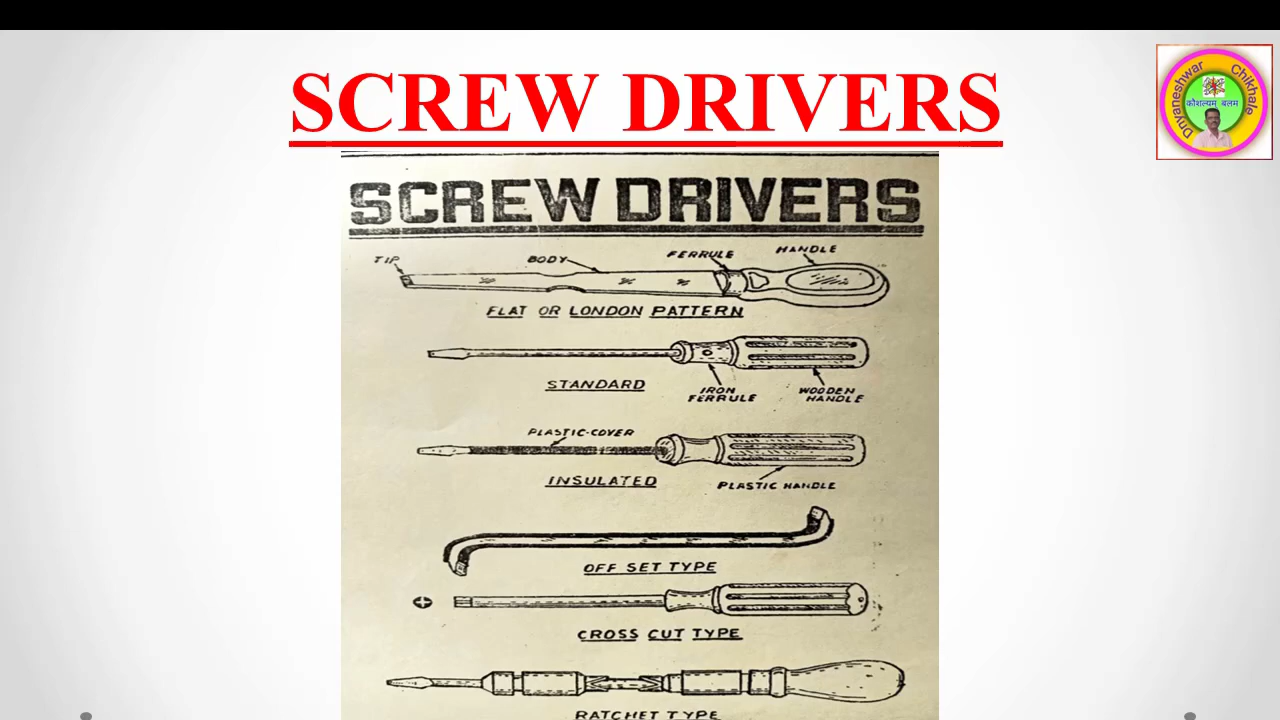 SCREW DRIVERS
Dnyaneshwar Chikhale
कौशल्यम् बलम
SCREW DRIVERS
TIP
BODY
FERRULE
HANDLE
FLAT OR LONDON PATTERN
STANDARD
IRON
FERRULE
WOODEN
HANDLE
PLASTIC-COVER
INSULATED
PLASTIC HANDLE
OFF SET TYPE
CROSS CUT TYPE
RATCHET TYPE